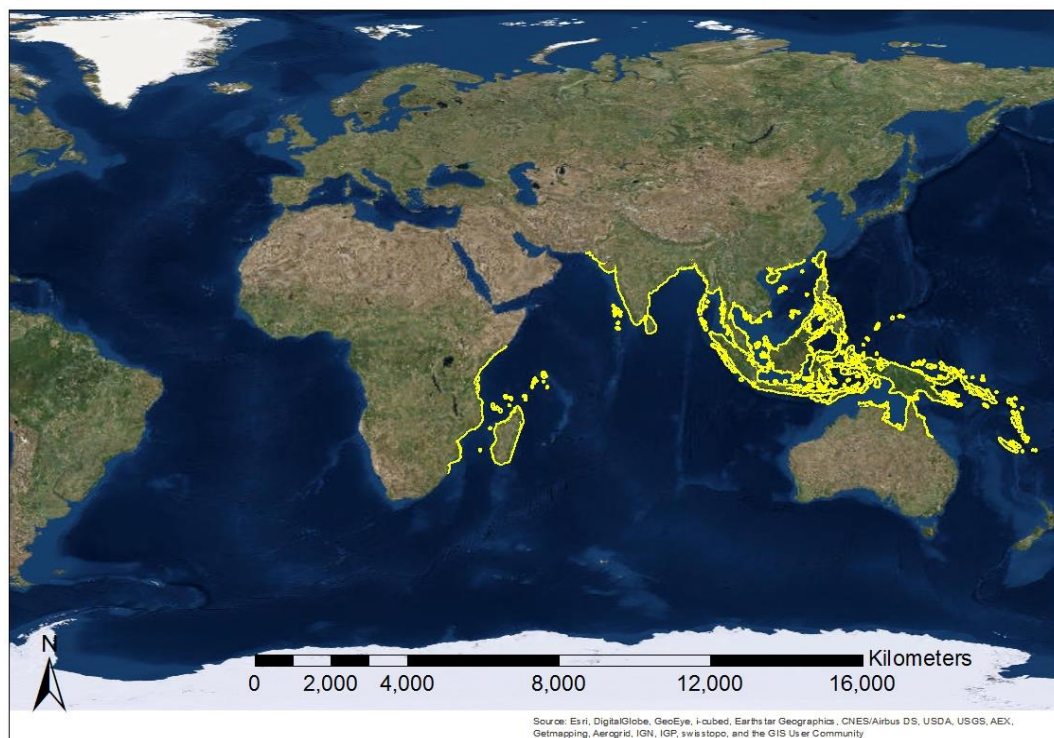 N
Kilometers
0 2,000 4,000 8,000 12,000 16,000
Source: Esri, DigitalGlobe, GeoEye, i-cubed, Earthstar Geographics, CNES/Airbus DS, USDA, USGS, AEX,
Getmapping, Aerogrid, IGN, IGP, swisstopo, and the GIS User Community